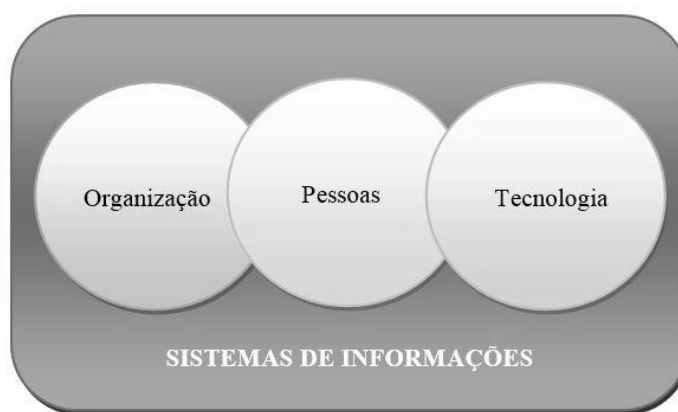 Organização
Pessoas
Tecnologia
SISTEMAS DE INFORMAÇÕES